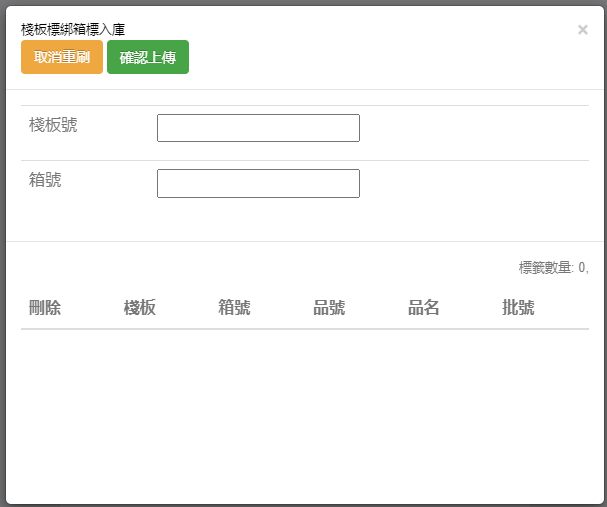 棧板標綁箱標入庫
×
取消重刷 確認上傳
棧板號
箱號
標籤數量: 0,
刪除 棧板 箱號 品號 品名 批號